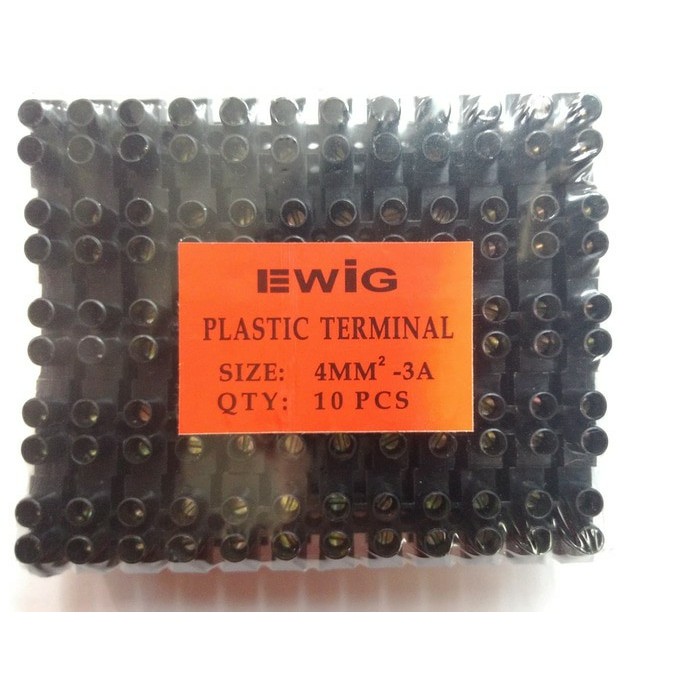 EWiG
PLASTIC TERMINAL
SIZE: 4MM² -3A
QTY: 10 PCS